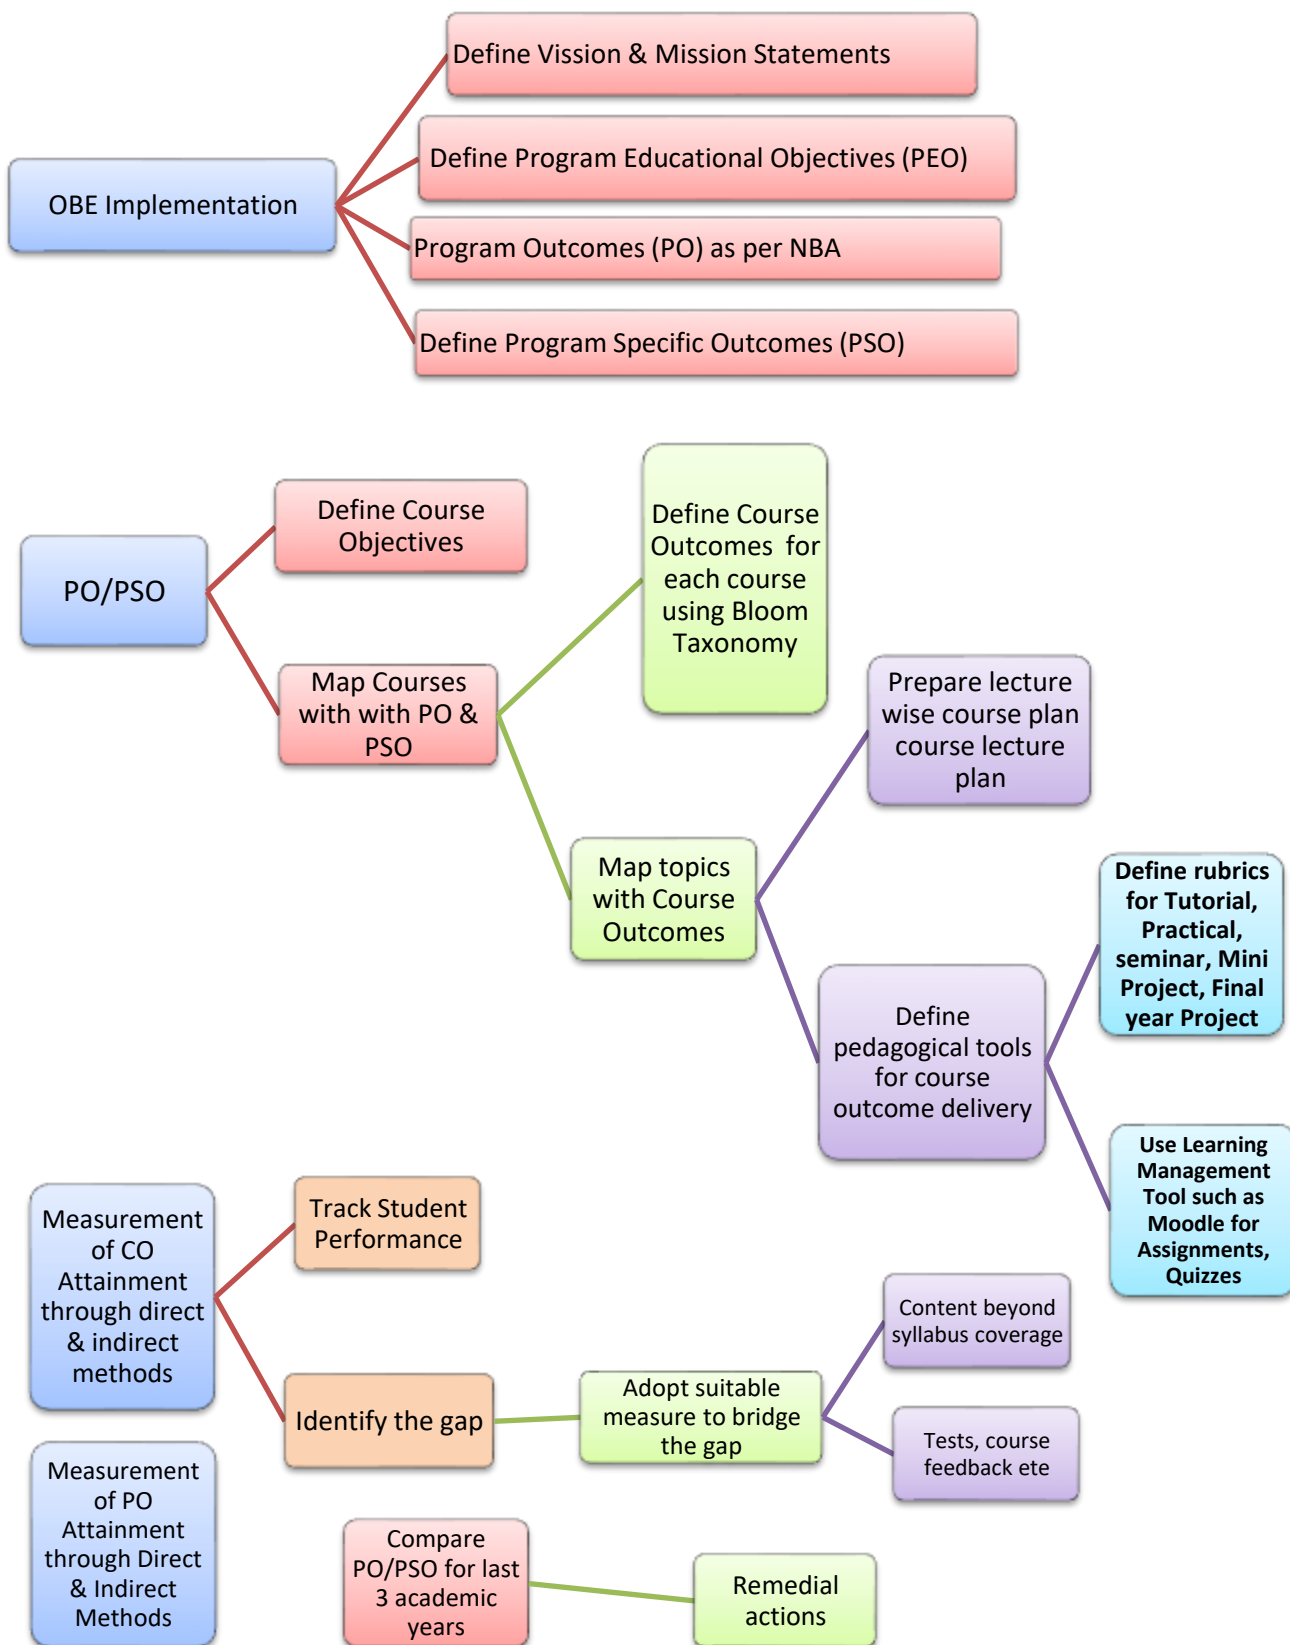 Define Vission & Mission Statements
Define Program Educational Objectives (PEO)
OBE Implementation
Program Outcomes (PO) as per NBA
Define Program Specific Outcomes (PSO)
Define Course
Objectives
PO/PSO
Map Courses
with with PO &
PSO
Define Course
Outcomes for
each course
using Bloom
Taxonomy
Prepare lecture
wise course plan
course lecture
plan
Map topics
with Course
Outcomes
Define
pedagogical tools
for course
outcome delivery
Define rubrics
for Tutorial,
Practical,
seminar, Mini
Project, Final
year Project
Use Learning
Management
Tool such as
Moodle for
Assignments,
Quizzes
Measurement
of CO
Attainment
through direct
& indirect
methods
Track Student
Performance
Identify the gap
Adopt suitable
measure to bridge
the gap
Content beyond
syllabus coverage
Tests, course
feedback ete
Measurement
of PO
Attainment
through Direct
& Indirect
Methods
Compare
PO/PSO for last
3 academic
years
Remedial
actions